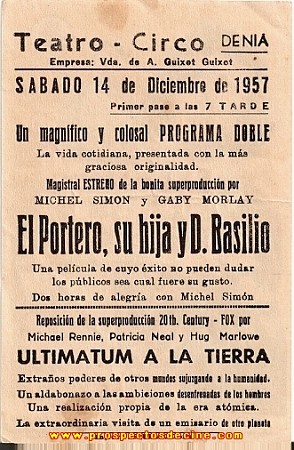 Teatro - Circo DENIA
Empresa: Vda. de A. Guixot Guixot
SABADO 14 de Diciembre de 1957
Primer pase a las 7 TARDE
Un magnífico y colosal PROGRAMA DOBLE
La vida cotidiana, presentada con la más
graciosa originalidad.
Magistral ESTRENO de la bonita superproducción por
MICHEL SIMON y GABY MORLAY
El Portero, su hija y D. Basilio
Una película de cuyo éxito no pueden dudar
los públicos sea cual fuere su gusto.
Dos horas de alegría con Michel Simón
Reposición de la superproducción 20th. Century - FOX por
Michael Rennie, Patricia Neal y Hug Marlowe
ULTIMATUM A LA TIERRA
Extraños poderes de otros mundos sujuzgando a la humanidad.
Un aldabonazo a las ambiciones desenfrenadas de los hombres
Una realización propia de la era atómica.
La extraordinaria visita de un emisario de otro planeta
www.prospectosdecine.com